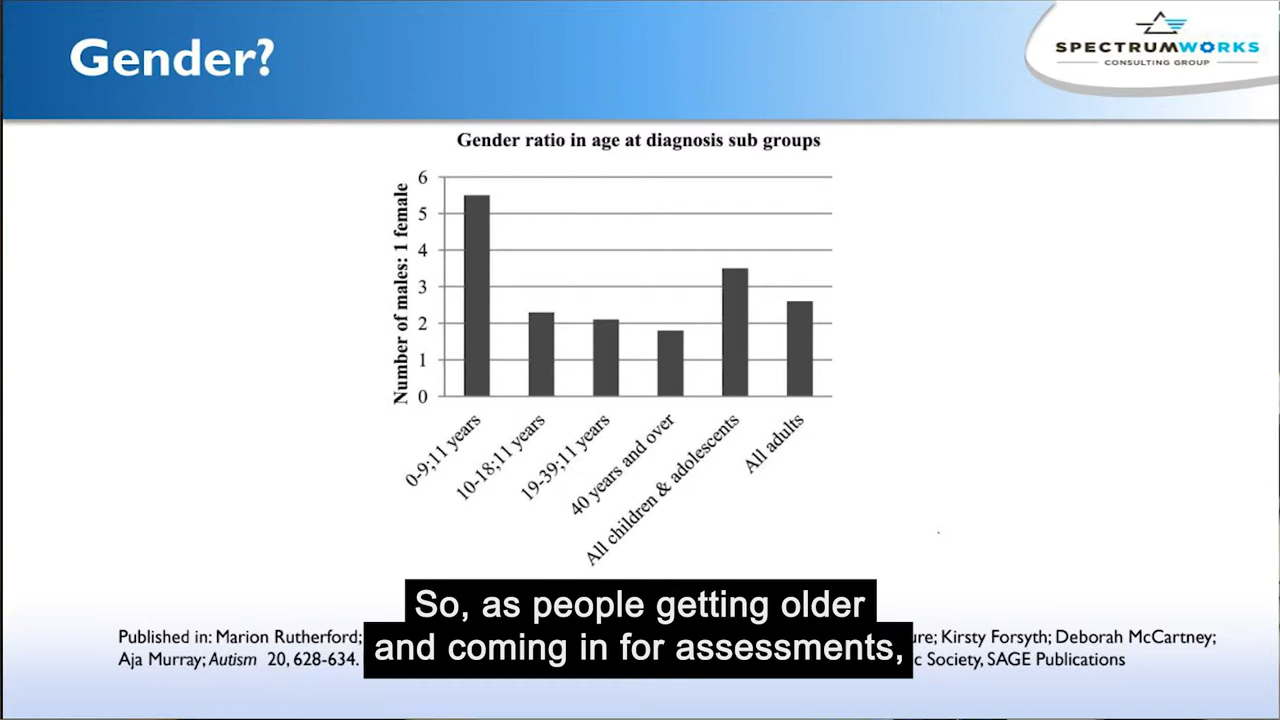 Gender?
SPECTRUMWORKS
CONSULTING GROUP
Gender ratio in age at diagnosis sub groups
Number of males: 1 female
6
5
4
3
2
1
0
0-9;11 years
10-18;11 years
19-39;11 years
40 years and over
All children & adolescents
All adults
So, as people getting older
and coming in for assessments,
Published in: Marion Rutherford; Kirsty Forsyth; Deborah McCartney;
Aja Murray; Autism 20, 628-634. Society, SAGE Publications